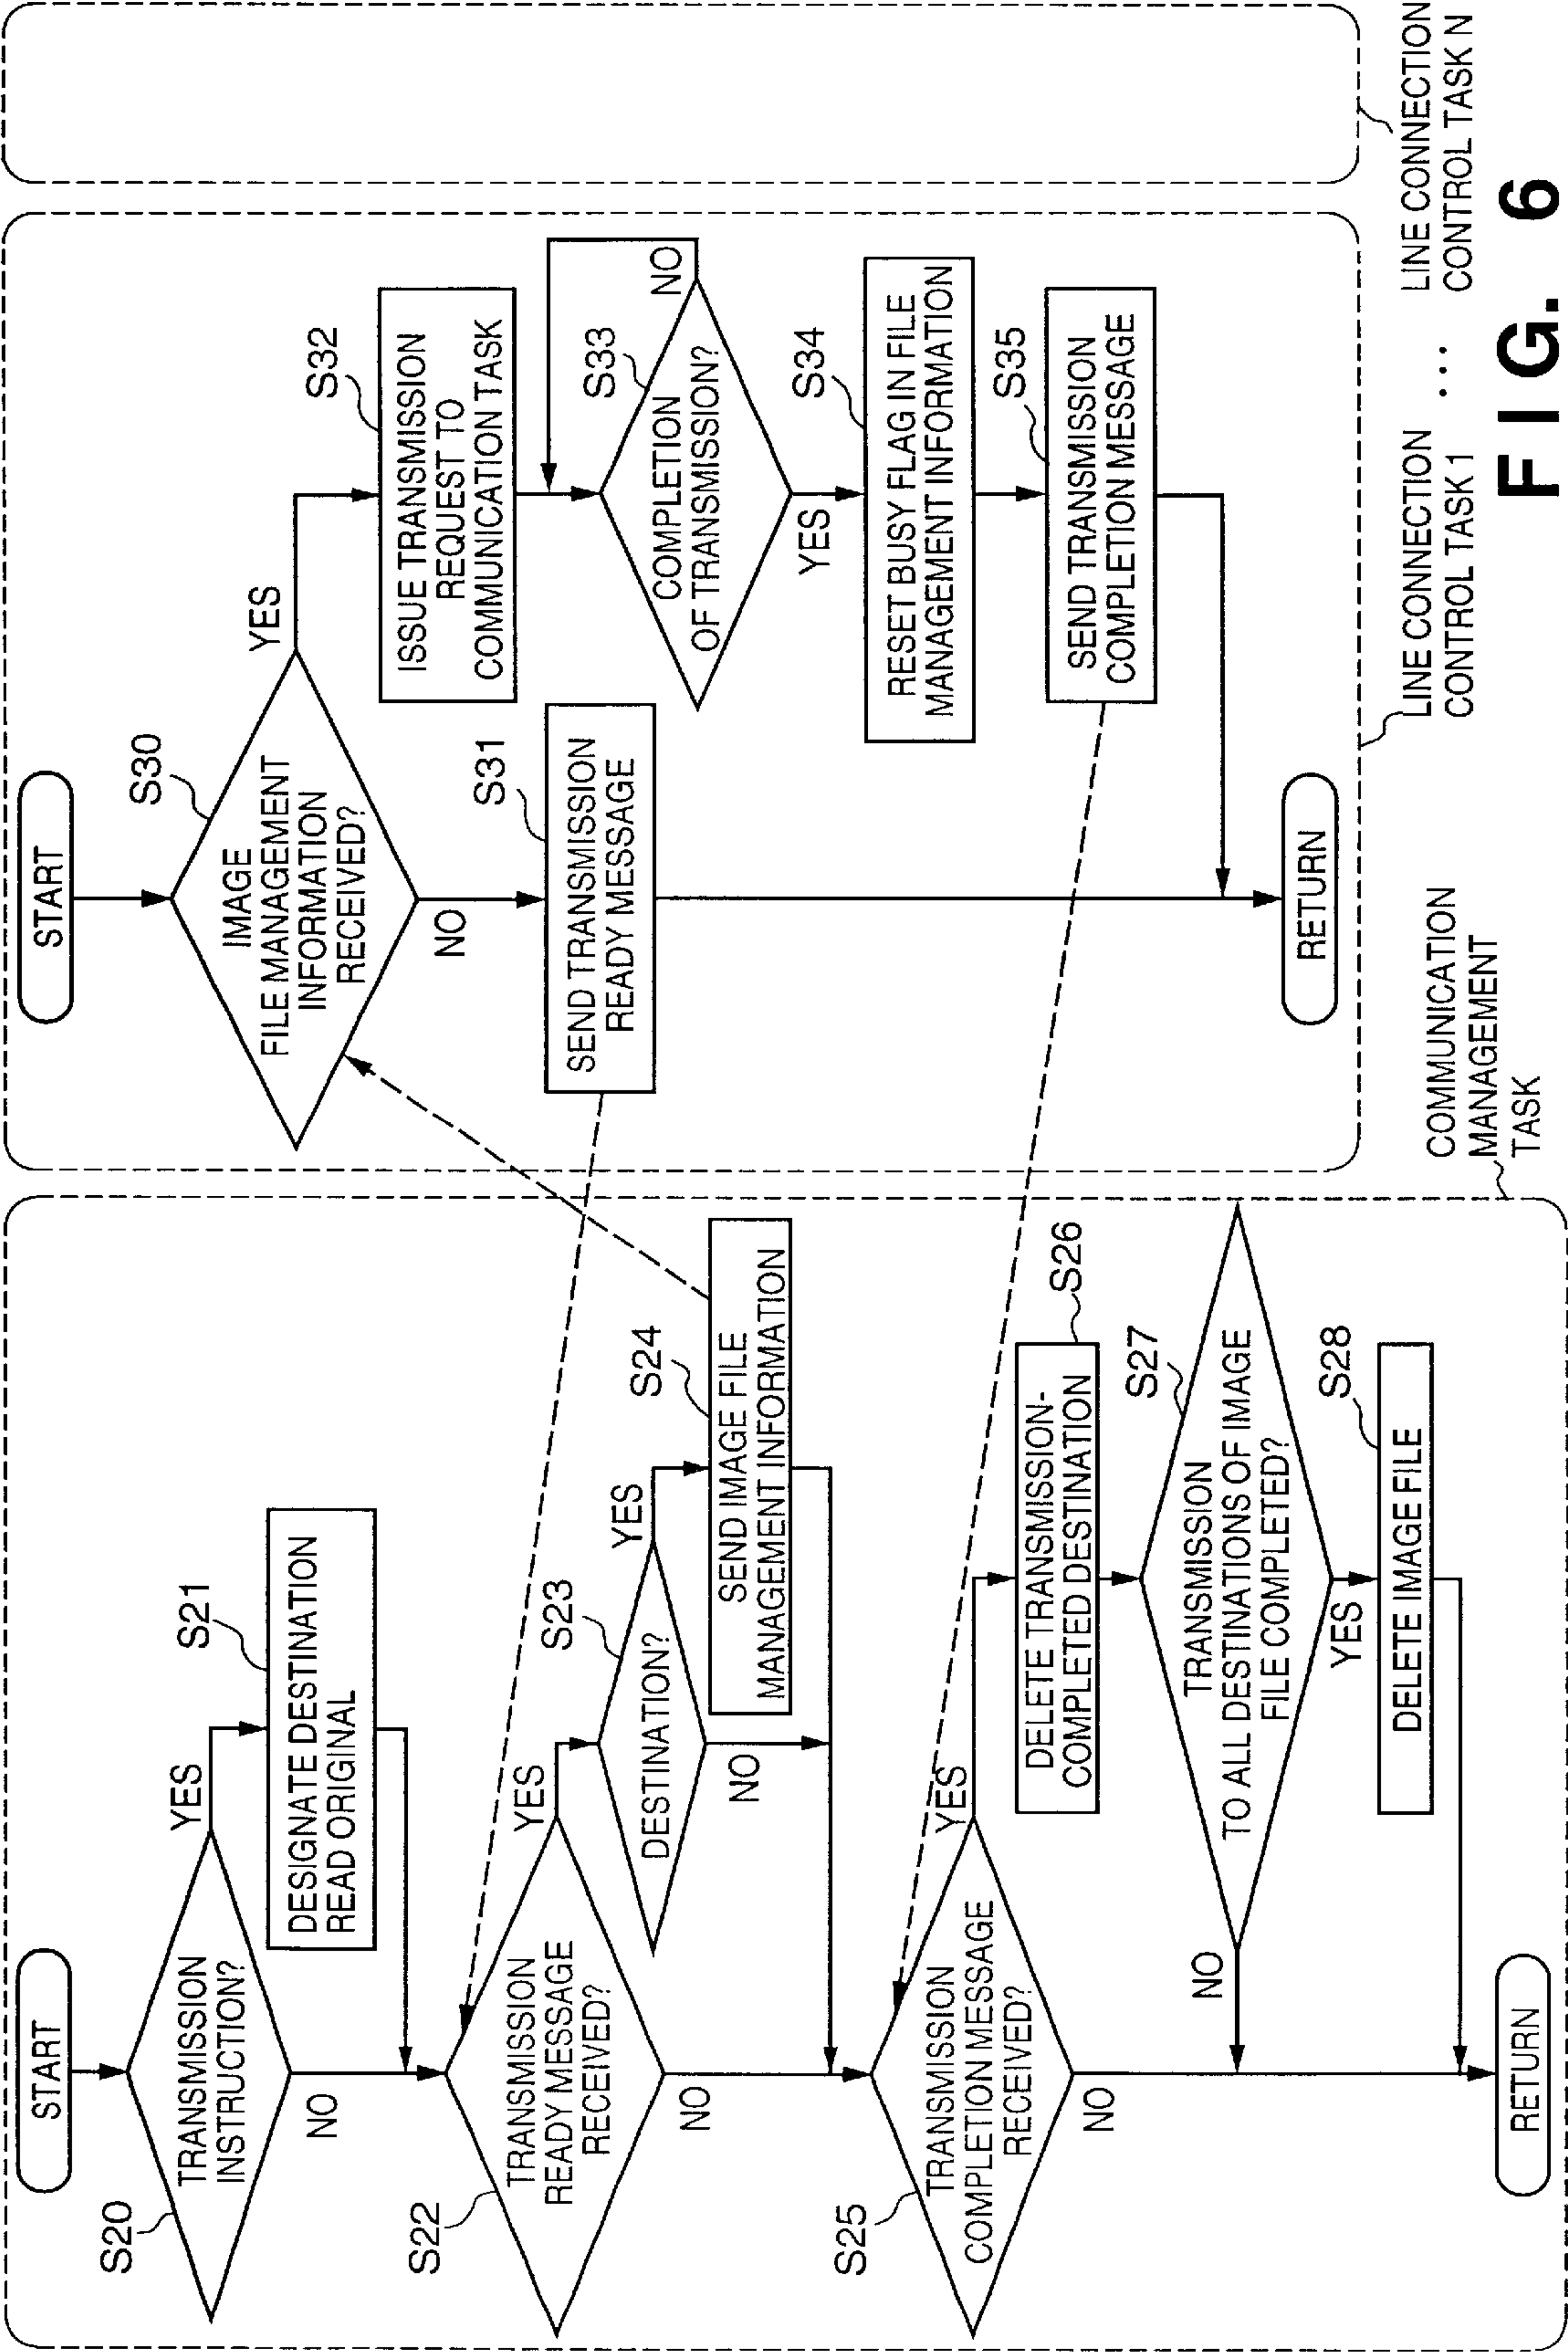 START
S20
TRANSMISSION
INSTRUCTION?
YES
NO
S21
DESIGNATE DESTINATION
READ ORIGINAL
S22
TRANSMISSION
READY MESSAGE
RECEIVED?
YES
NO
S23
DESTINATION?
YES
NO
S24
SEND IMAGE FILE
MANAGEMENT INFORMATION
S25
TRANSMISSION
COMPLETION MESSAGE
RECEIVED?
YES
NO
S26
DELETE TRANSMISSION-
COMPLETED DESTINATION
S27
TRANSMISSION
TO ALL DESTINATIONS OF IMAGE
FILE COMPLETED?
NO
YES
S28
DELETE IMAGE FILE
RETURN
COMMUNICATION
MANAGEMENT
TASK
START
S30
IMAGE
FILE MANAGEMENT
INFORMATION
RECEIVED?
YES
NO
S31
SEND TRANSMISSION
READY MESSAGE
S32
ISSUE TRANSMISSION
REQUEST TO
COMMUNICATION TASK
S33
COMPLETION
OF TRANSMISSION?
NO
YES
S34
RESET BUSY FLAG IN FILE
MANAGEMENT INFORMATION
S35
SEND TRANSMISSION
COMPLETION MESSAGE
RETURN
LINE CONNECTION
CONTROL TASK 1
...
LINE CONNECTION
CONTROL TASK N
FIG. 6